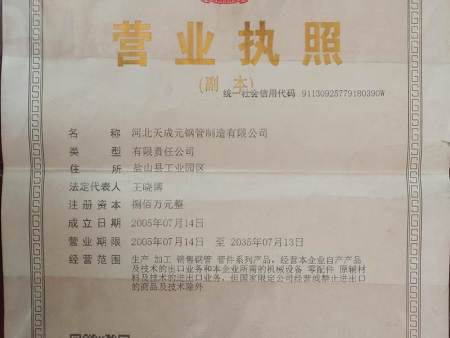 营业执照
(副 本)
统一社会信用代码 91130925779180390W
名 称 河北天成元钢管制造有限公司
类 型 有限责任公司
住 所 盐山县工业园区
法定代表人 王晓博
注 册 资 本 捌佰万元整
成 立 日 期 2005年07月14日
营 业 期 限 2005年07月14日 至 2035年07月13日
经 营 范 围 生产 加工 销售钢管 管件系列产品，经营本企业自产产品
及技术的出口业务和本企业所需的机械设备 零配件 原辅材
料及技术的进出口业务，但国家限定公司经营或禁止进出口
的商品及技术除外